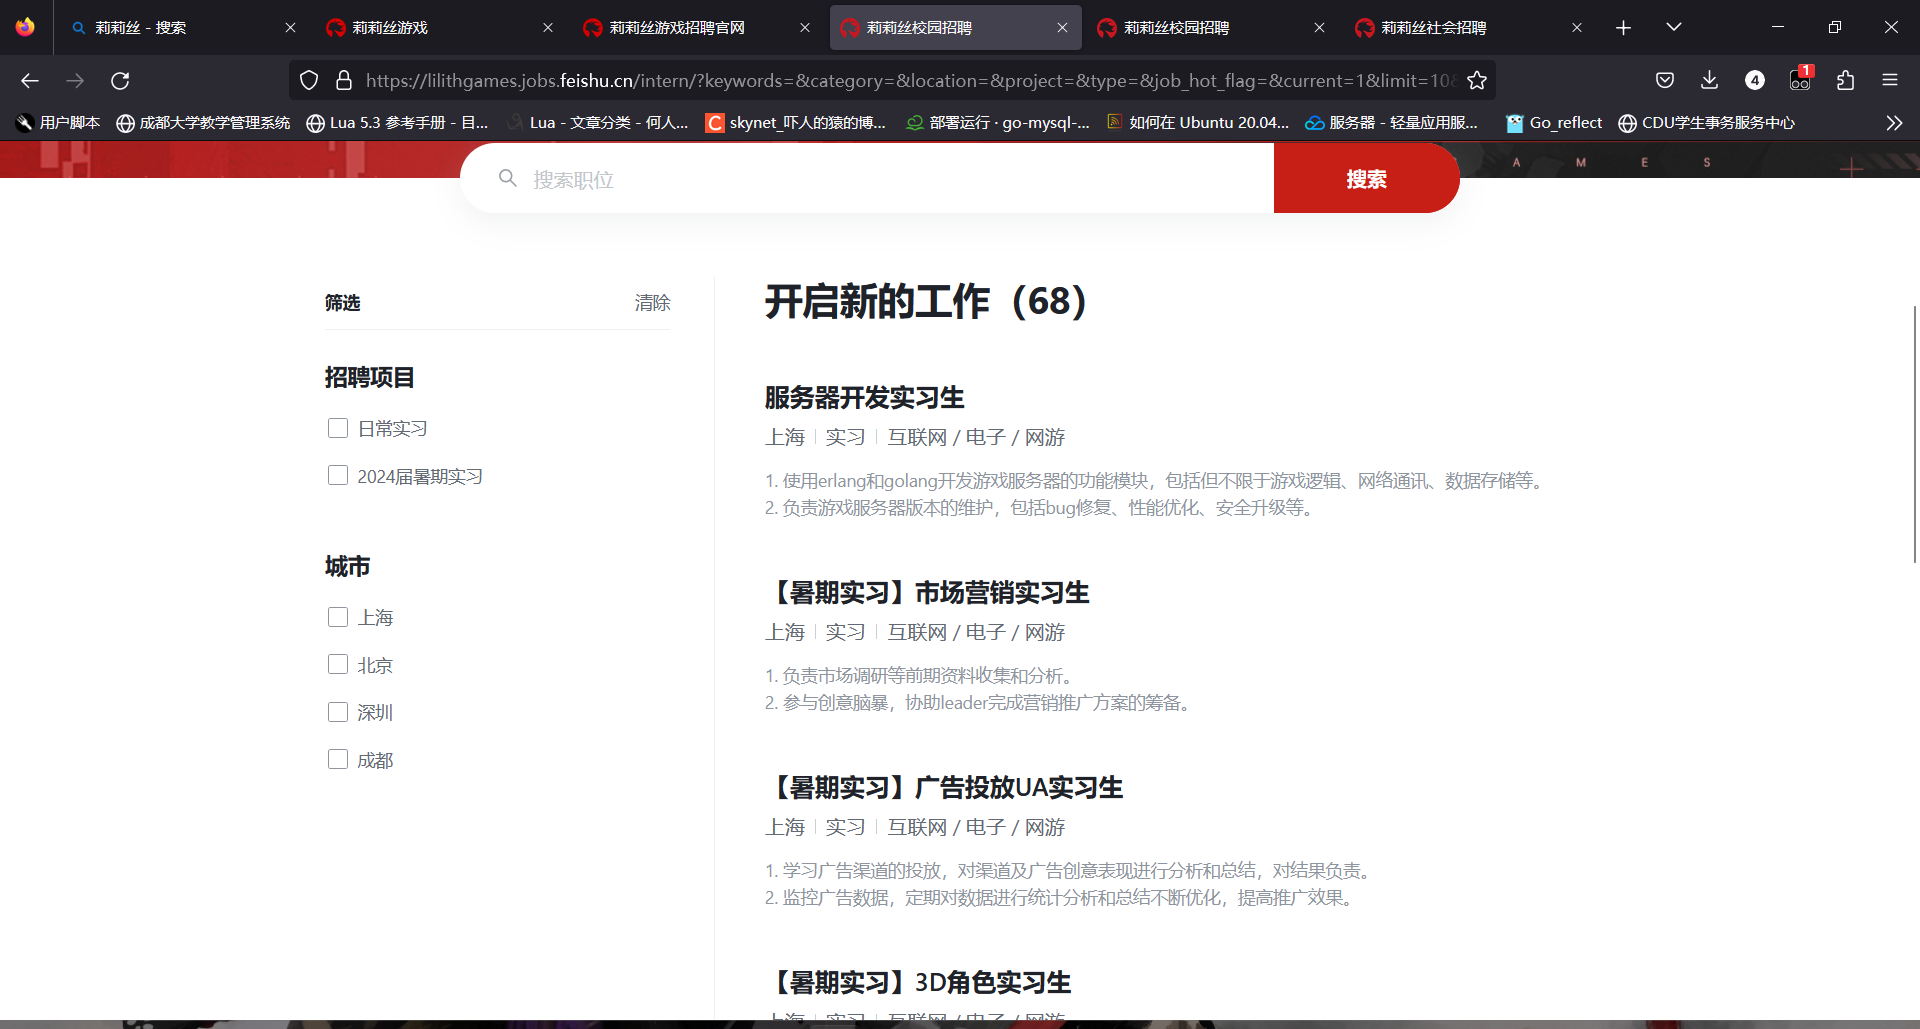 莉莉丝 - 搜索
莉莉丝游戏
莉莉丝游戏招聘官网
莉莉丝校园招聘
莉莉丝校园招聘
莉莉丝社会招聘
https://lilithgames.jobs.feishu.cn/intern/?keywords=&category=&location=&project=&type=&job_hot_flag=&current=1&limit=10&
4
1
用户脚本
成都大学教学管理系统
Lua 5.3 参考手册 - 目...
Lua - 文章分类 - 何人...
skynet_吓人的猿的博...
部署运行 · go-mysql-...
如何在 Ubuntu 20.04...
服务器 - 轻量应用服...
Go_reflect
CDU学生事务服务中心
A M E S
搜索职位
搜索
筛选
清除
招聘项目
日常实习
2024届暑期实习
城市
上海
北京
深圳
成都
开启新的工作（68）
服务器开发实习生
上海 | 实习 | 互联网 / 电子 / 网游
1. 使用erlang和golang开发游戏服务器的功能模块，包括但不限于游戏逻辑、网络通讯、数据存储等。
2. 负责游戏服务器版本的维护，包括bug修复、性能优化、安全升级等。
【暑期实习】市场营销实习生
上海 | 实习 | 互联网 / 电子 / 网游
1. 负责市场调研等前期资料收集和分析。
2. 参与创意脑暴，协助leader完成营销推广方案的筹备。
【暑期实习】广告投放UA实习生
上海 | 实习 | 互联网 / 电子 / 网游
1. 学习广告渠道的投放，对渠道及广告创意表现进行分析和总结，对结果负责。
2. 监控广告数据，定期对数据进行统计分析和总结不断优化，提高推广效果。
【暑期实习】3D角色实习生
上海 | 实习 | 互联网 / 电子 / 网游